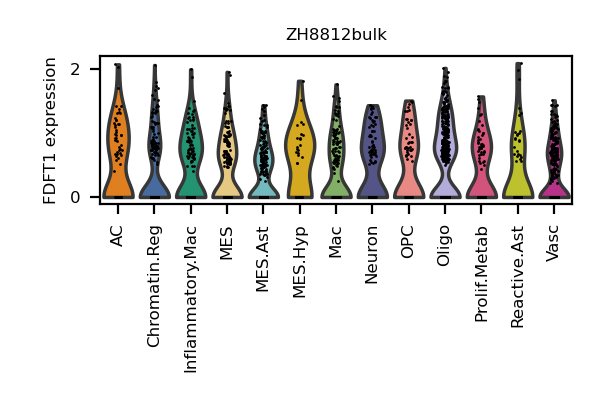 ZH8812bulk
FDFT1 expression
2
0
AC
Chromatin.Reg
Inflammatory.Mac
MES
MES.Ast
MES.Hyp
Mac
Neuron
OPC
Oligo
Prolif.Metab
Reactive.Ast
Vasc